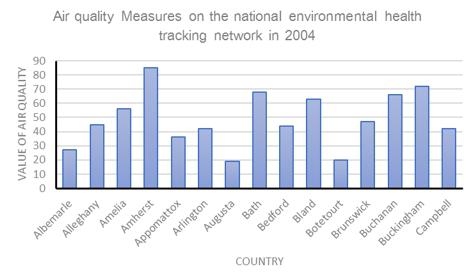 Air quality Measures on the national environmental health
tracking network in 2004
VALUE OF AIR QUALITY
90
80
70
60
50
40
30
20
10
0
Albemarle
Alleghany
Amelia
Amherst
Appomattox
Arlington
Augusta
Bath
Bedford
Bland
Botetourt
Brunswick
Buchanan
Buckingham
Campbell
COUNTRY